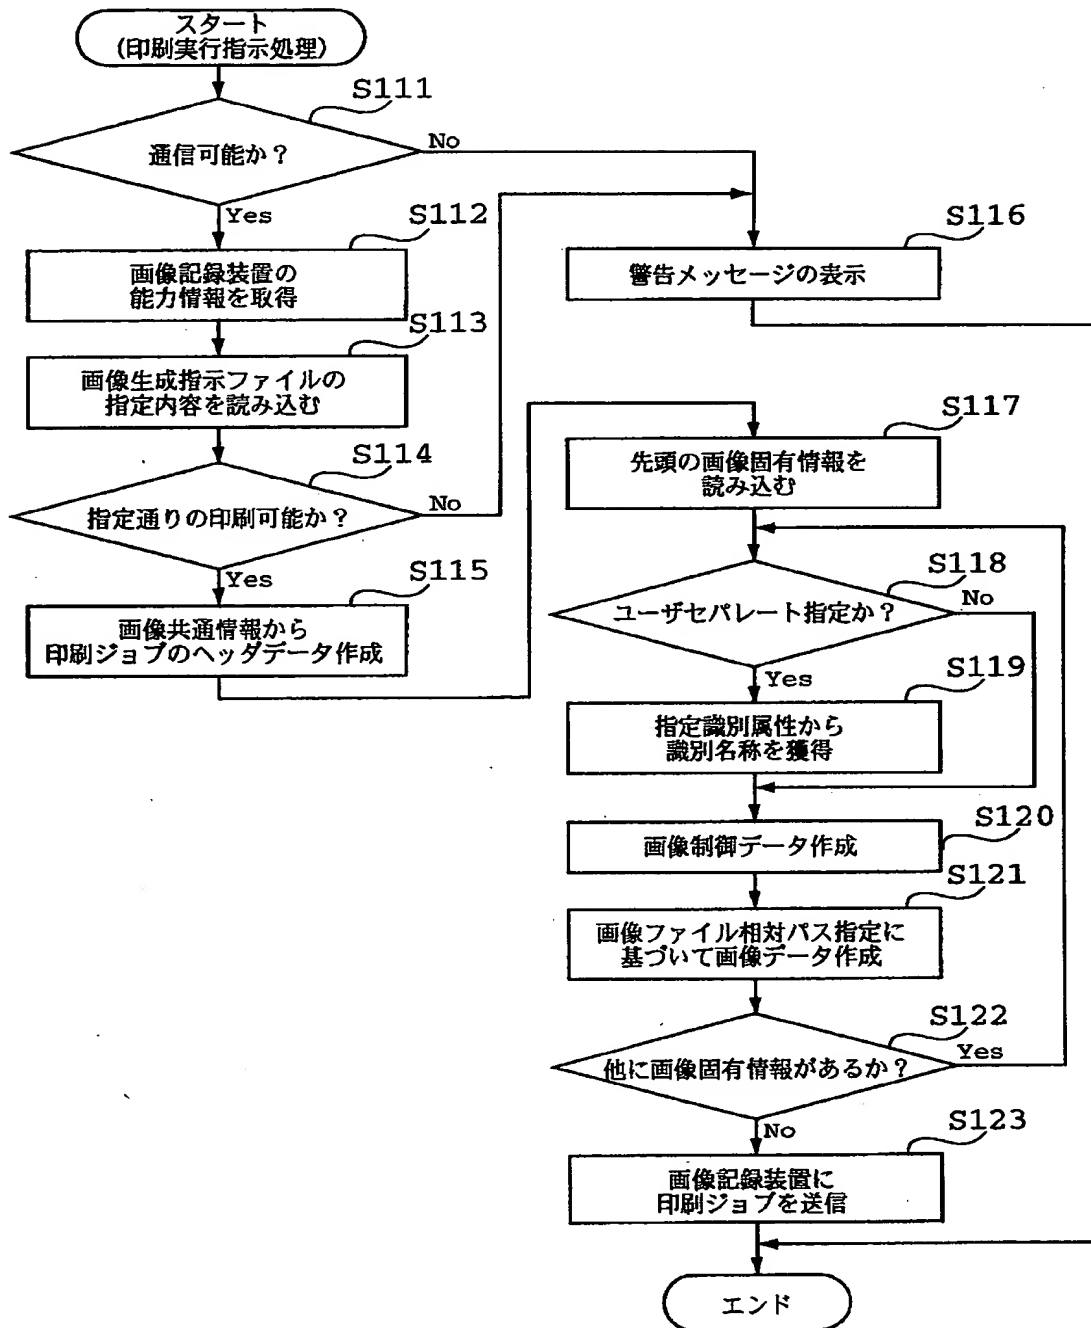 スタート
(印刷実行指示処理)
S111
通信可能か？
No
Yes
S112
画像記録装置の
能力情報を取得
S113
画像生成指示ファイルの
指定内容を読み込む
S114
指定通りの印刷可能か？
No
Yes
S115
画像共通情報から
印刷ジョブのヘッダデータ作成
S116
警告メッセージの表示
S117
先頭の画像固有情報を
読み込む
S118
ユーザセパレート指定か？
No
Yes
S119
指定識別属性から
識別名称を獲得
S120
画像制御データ作成
S121
画像ファイル相対パス指定に
基づいて画像データ作成
S122
他に画像固有情報があるか？
Yes
No
S123
画像記録装置に
印刷ジョブを送信
エンド